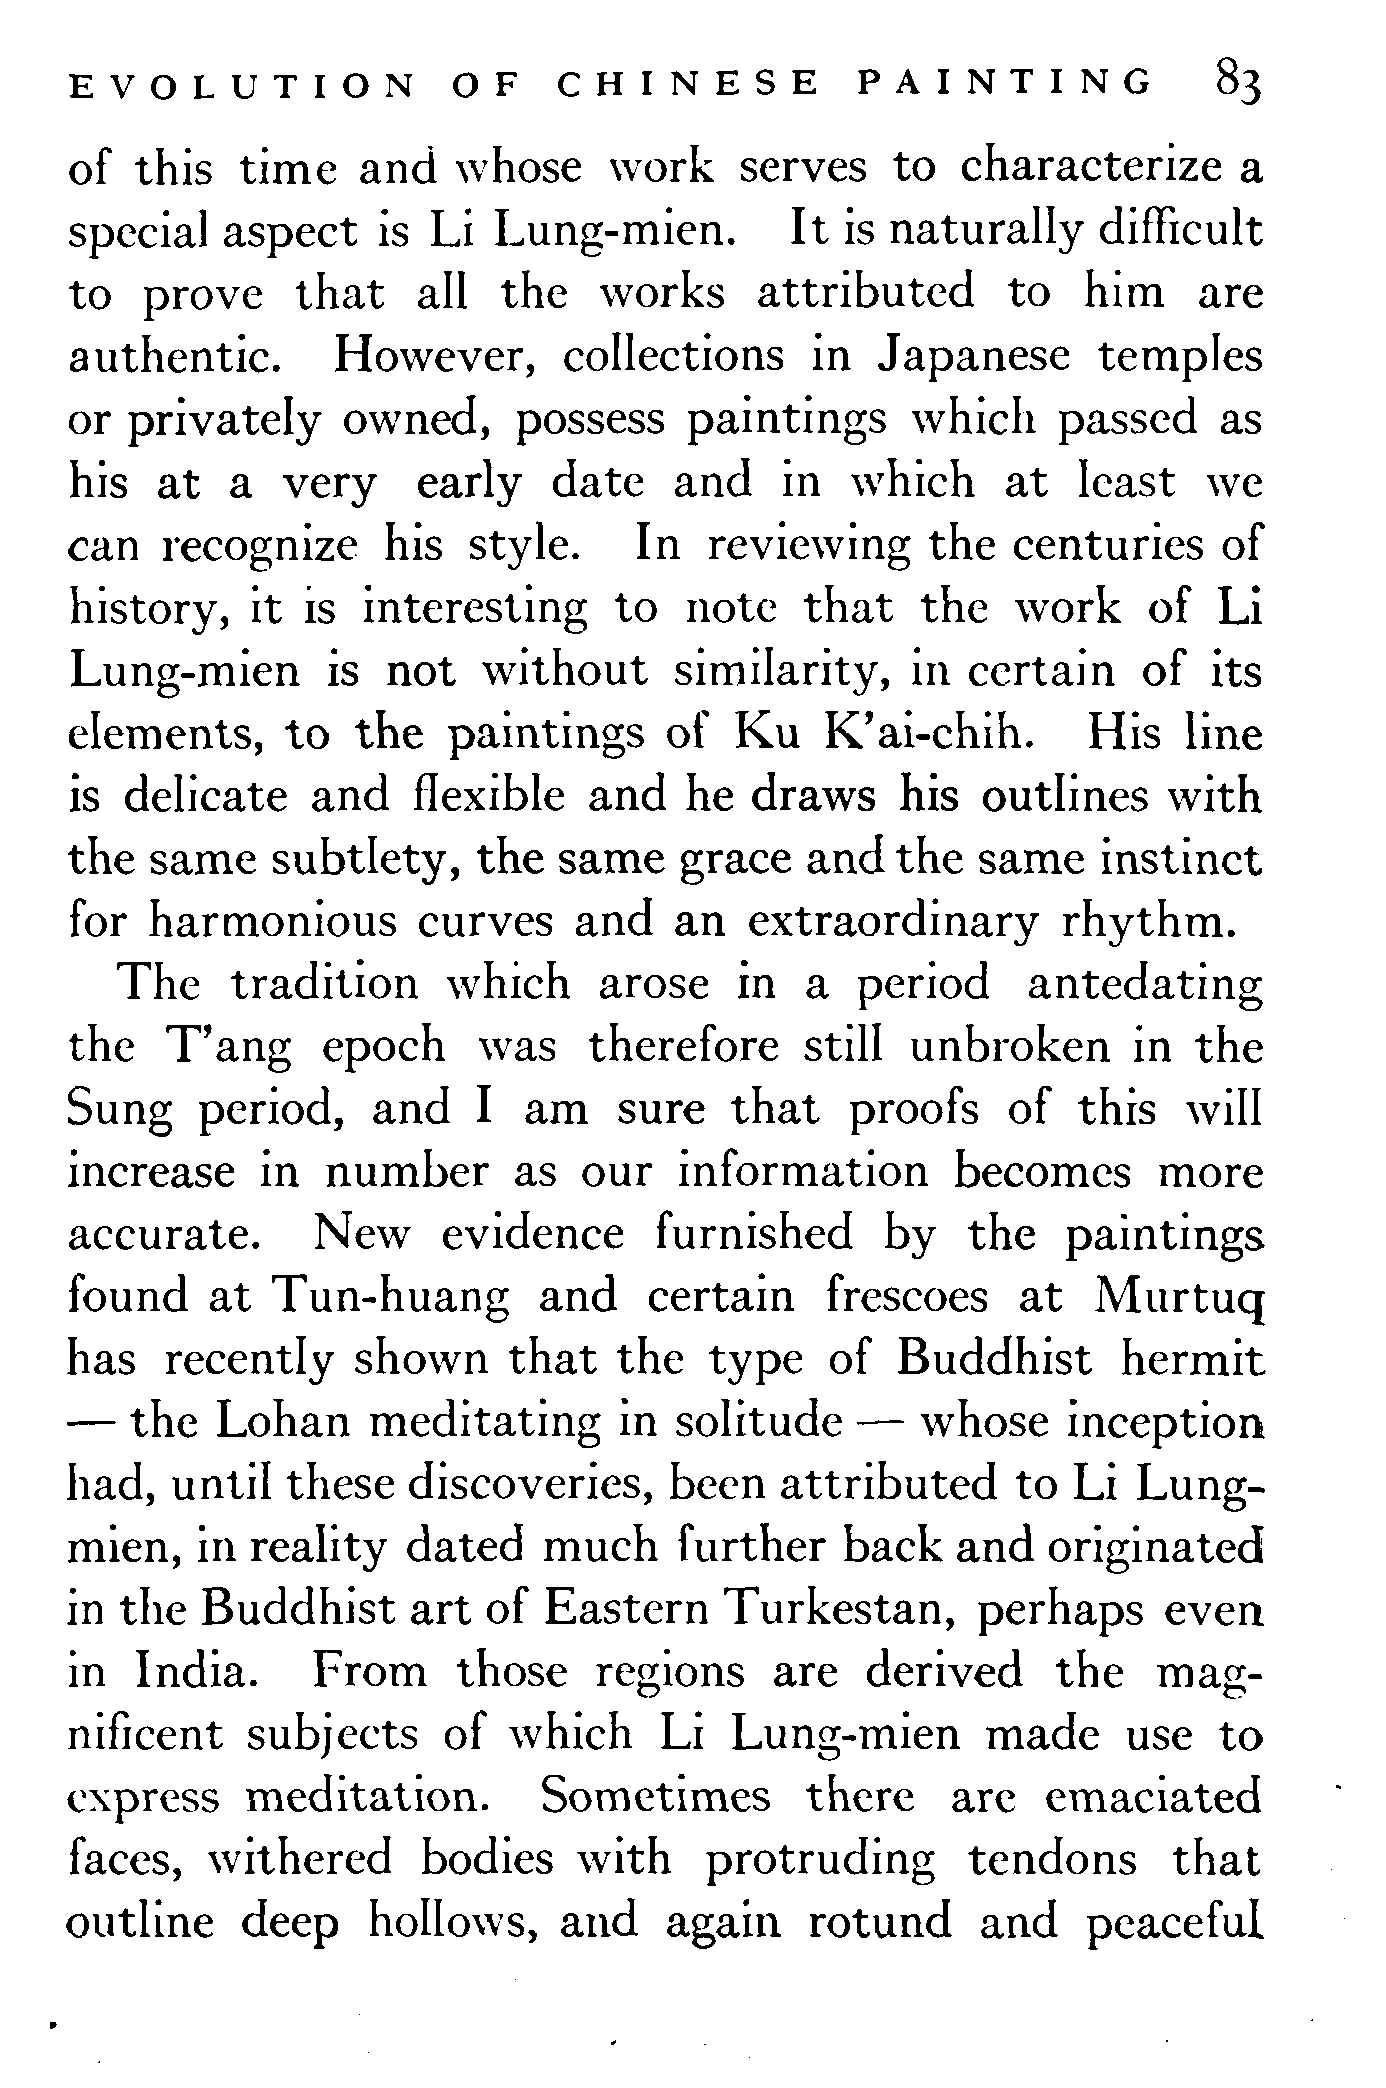 EVOLUTION OF CHINESE PAINTING 83
of this time and whose work serves to characterize a
special aspect is Li Lung-mien. It is naturally difficult
to prove that all the works attributed to him are
authentic. However, collections in Japanese temples
or privately owned, possess paintings which passed as
his at a very early date and in which at least we
can recognize his style. In reviewing the centuries of
history, it is interesting to note that the work of Li
Lung-mien is not without similarity, in certain of its
elements, to the paintings of Ku K’ai-chih. His line
is delicate and flexible and he draws his outlines with
the same subtlety, the same grace and the same instinct
for harmonious curves and an extraordinary rhythm.
The tradition which arose in a period antedating
the T’ang epoch was therefore still unbroken in the
Sung period, and I am sure that proofs of this will
increase in number as our information becomes more
accurate. New evidence furnished by the paintings
found at Tun-huang and certain frescoes at Murtuq
has recently shown that the type of Buddhist hermit
— the Lohan meditating in solitude — whose inception
had, until these discoveries, been attributed to Li Lung-
mien, in reality dated much further back and originated
in the Buddhist art of Eastern Turkestan, perhaps even
in India. From those regions are derived the mag-
nificent subjects of which Li Lung-mien made use to
express meditation. Sometimes there are emaciated
faces, withered bodies with protruding tendons that
outline deep hollows, and again rotund and peaceful